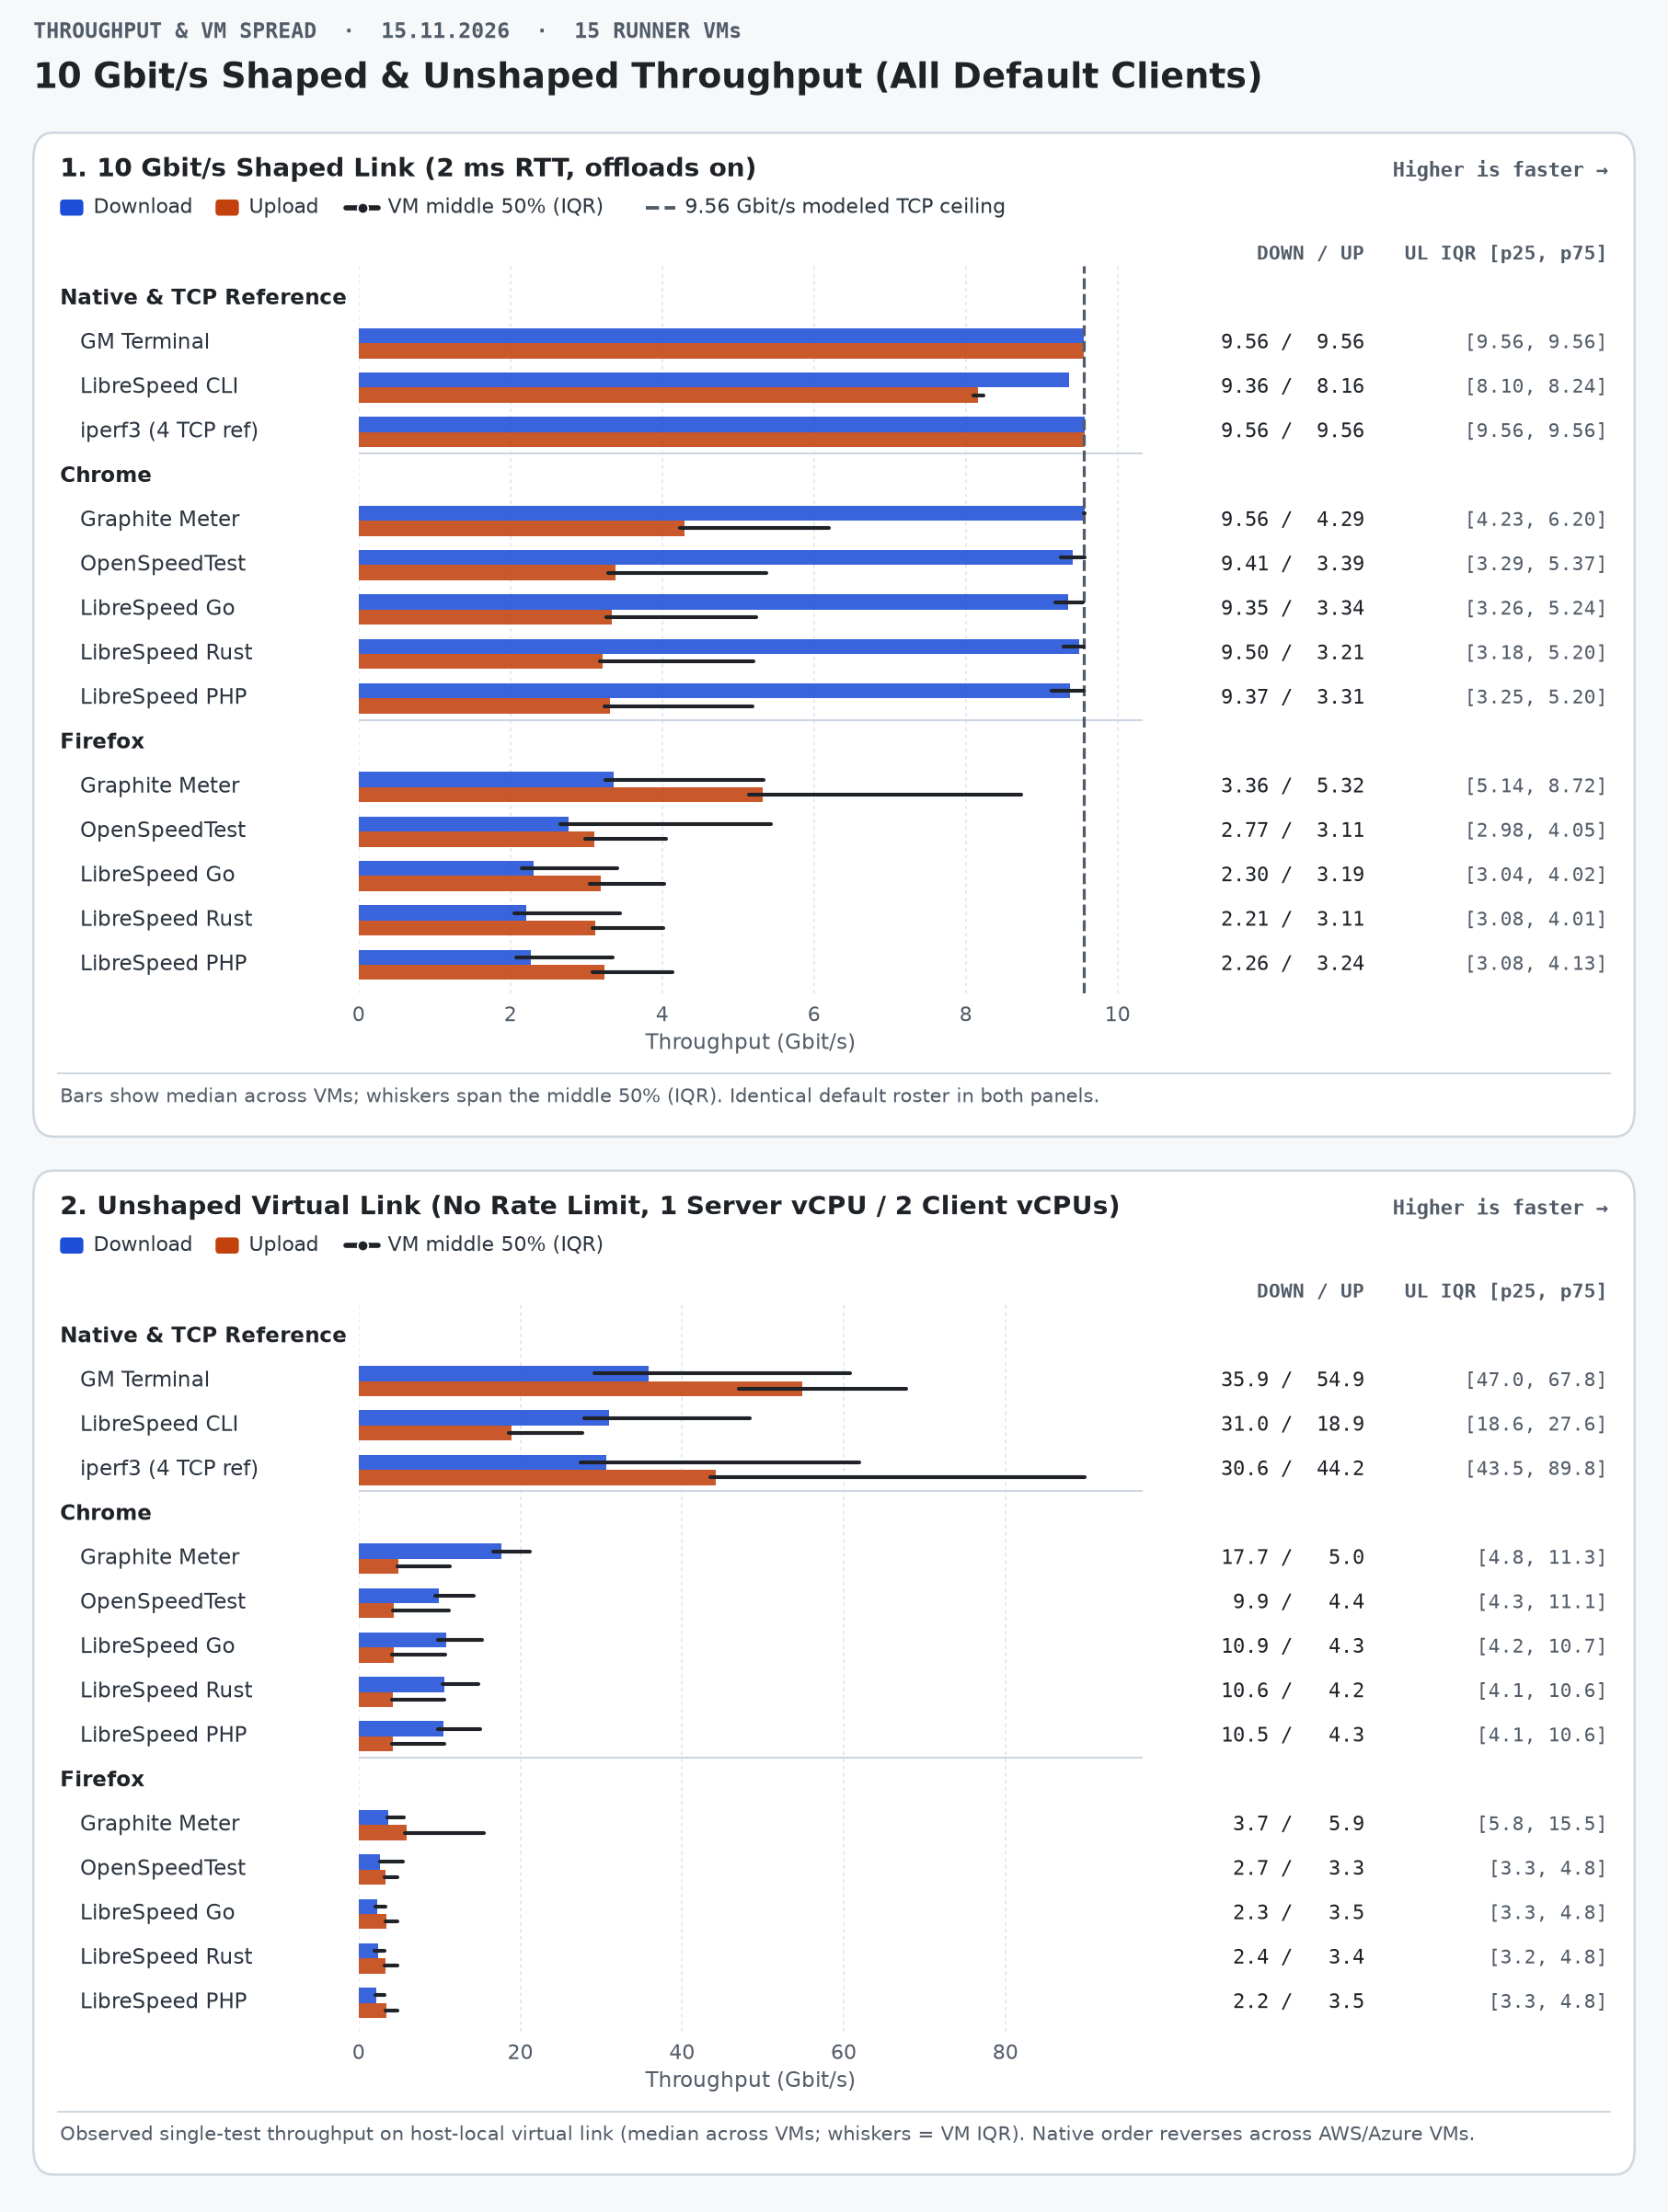 THROUGHPUT & VM SPREAD · 15.11.2026 · 15 RUNNER VMs
10 Gbit/s Shaped & Unshaped Throughput (All Default Clients)
1. 10 Gbit/s Shaped Link (2 ms RTT, offloads on) Higher is faster →
Download Upload VM middle 50% (IQR) 9.56 Gbit/s modeled TCP ceiling
DOWN / UP UL IQR [p25, p75]
Native & TCP Reference
GM Terminal 9.56 / 9.56 [9.56, 9.56]
LibreSpeed CLI 9.36 / 8.16 [8.10, 8.24]
iperf3 (4 TCP ref) 9.56 / 9.56 [9.56, 9.56]
Chrome
Graphite Meter 9.56 / 4.29 [4.23, 6.20]
OpenSpeedTest 9.41 / 3.39 [3.29, 5.37]
LibreSpeed Go 9.35 / 3.34 [3.26, 5.24]
LibreSpeed Rust 9.50 / 3.21 [3.18, 5.20]
LibreSpeed PHP 9.37 / 3.31 [3.25, 5.20]
Firefox
Graphite Meter 3.36 / 5.32 [5.14, 8.72]
OpenSpeedTest 2.77 / 3.11 [2.98, 4.05]
LibreSpeed Go 2.30 / 3.19 [3.04, 4.02]
LibreSpeed Rust 2.21 / 3.11 [3.08, 4.01]
LibreSpeed PHP 2.26 / 3.24 [3.08, 4.13]
0 2 4 6 8 10
Throughput (Gbit/s)
Bars show median across VMs; whiskers span the middle 50% (IQR). Identical default roster in both panels.
2. Unshaped Virtual Link (No Rate Limit, 1 Server vCPU / 2 Client vCPUs) Higher is faster →
Download Upload VM middle 50% (IQR)
DOWN / UP UL IQR [p25, p75]
Native & TCP Reference
GM Terminal 35.9 / 54.9 [47.0, 67.8]
LibreSpeed CLI 31.0 / 18.9 [18.6, 27.6]
iperf3 (4 TCP ref) 30.6 / 44.2 [43.5, 89.8]
Chrome
Graphite Meter 17.7 / 5.0 [4.8, 11.3]
OpenSpeedTest 9.9 / 4.4 [4.3, 11.1]
LibreSpeed Go 10.9 / 4.3 [4.2, 10.7]
LibreSpeed Rust 10.6 / 4.2 [4.1, 10.6]
LibreSpeed PHP 10.5 / 4.3 [4.1, 10.6]
Firefox
Graphite Meter 3.7 / 5.9 [5.8, 15.5]
OpenSpeedTest 2.7 / 3.3 [3.3, 4.8]
LibreSpeed Go 2.3 / 3.5 [3.3, 4.8]
LibreSpeed Rust 2.4 / 3.4 [3.2, 4.8]
LibreSpeed PHP 2.2 / 3.5 [3.3, 4.8]
0 20 40 60 80
Throughput (Gbit/s)
Observed single-test throughput on host-local virtual link (median across VMs; whiskers = VM IQR). Native order reverses across AWS/Azure VMs.